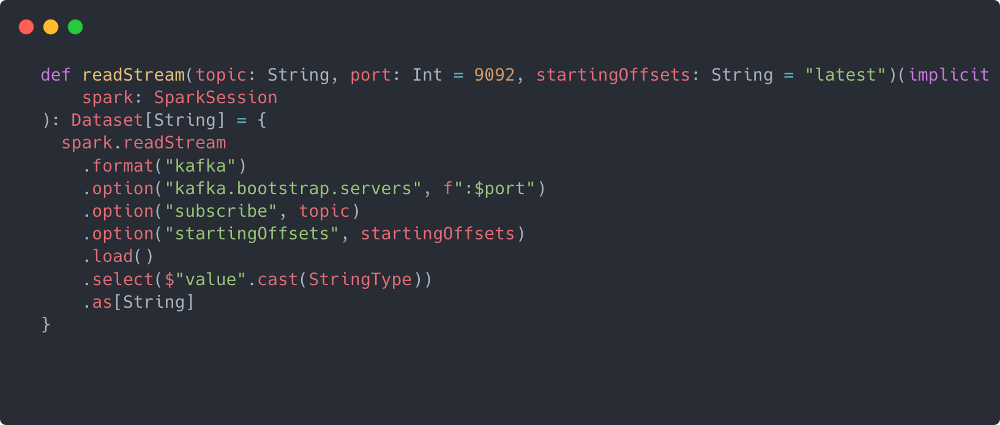 def readStream(topic: String, port: Int = 9092, startingOffsets: String = "latest")(implicit
    spark: SparkSession
): Dataset[String] = {
  spark.readStream
    .format("kafka")
    .option("kafka.bootstrap.servers", f":$port")
    .option("subscribe", topic)
    .option("startingOffsets", startingOffsets)
    .load()
    .select($"value".cast(StringType))
    .as[String]
}